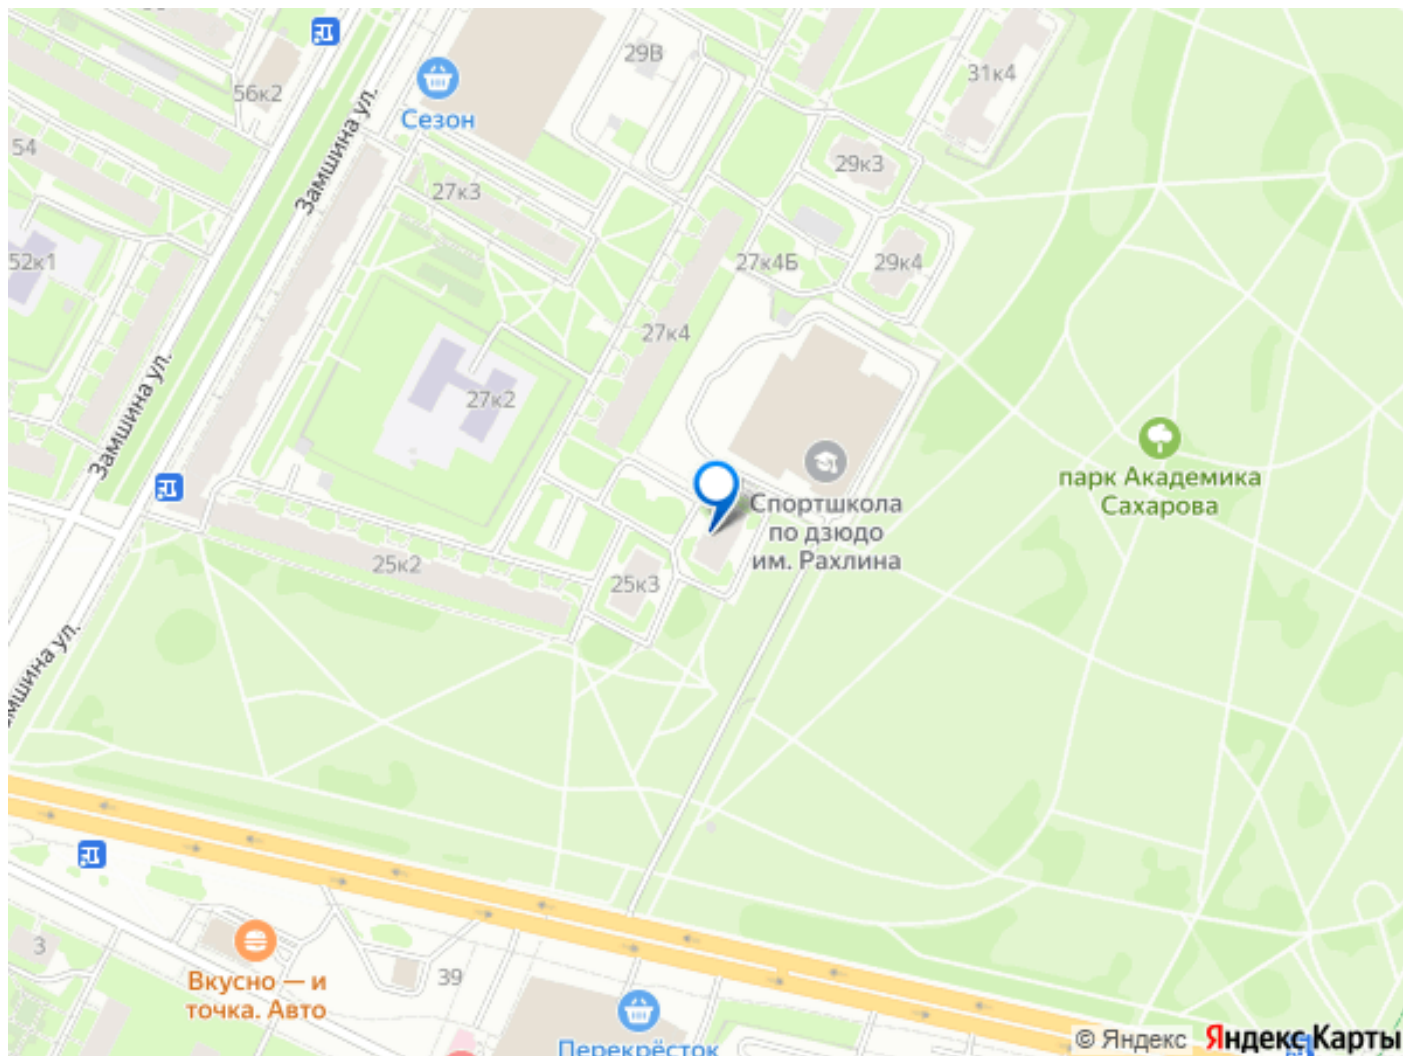 29В
31к4
56к2
Сезон
Замшина ул.
54
29к3
27к3
52к1
27к4Б
29к4
27к4
Замшина ул.
27к2
парк Академика
Сахарова
Спортшкола
по дзюдо
им. Рахлина
25к2
25к3
мшина ул.
3
39
Вкусно — и
точка. Авто
Перекрёсток
© Яндекс Яндекс Карты